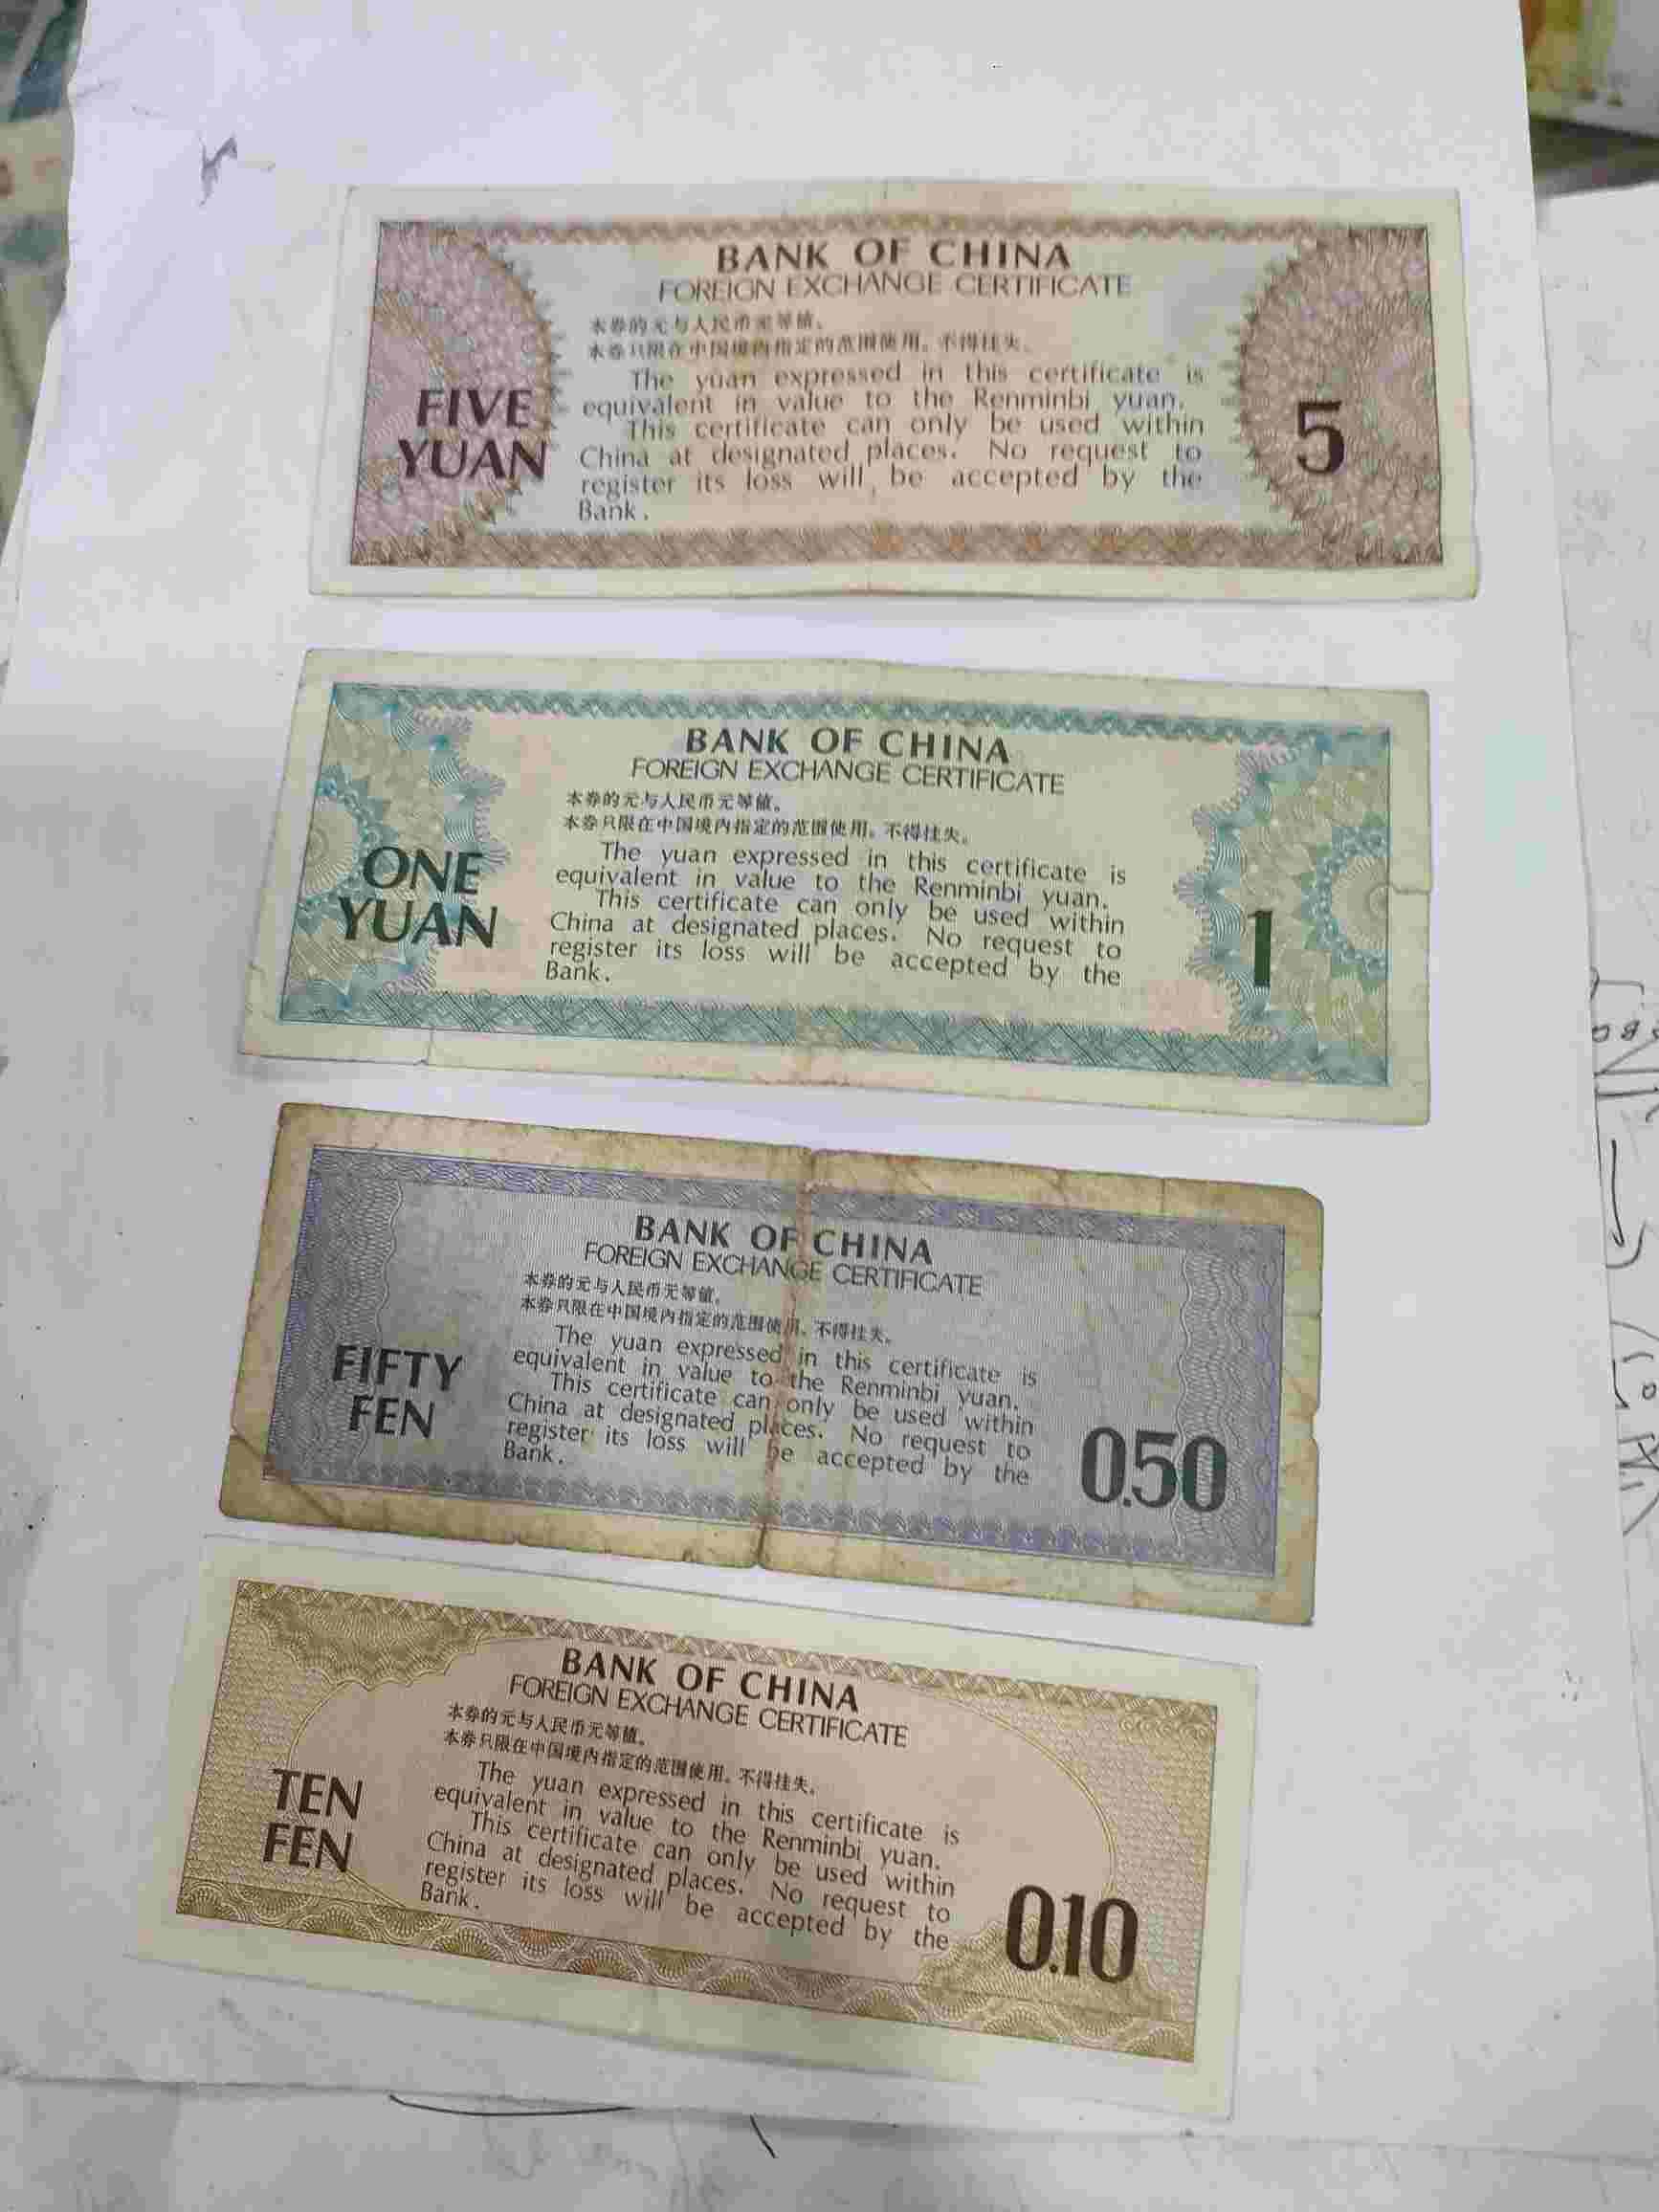 BANK OF CHINA
FOREIGN EXCHANGE CERTIFICATE
本券的元与人民币元等值。
本券只限在中国境内指定的范围使用。不得挂失。
The yuan expressed in this certificate is
equivalent in value to the Renminbi yuan.
This certificate can only be used within
China at designated places. No request to
register its loss will be accepted by the
Bank.
FIVE
YUAN
5
BANK OF CHINA
FOREIGN EXCHANGE CERTIFICATE
本券的元与人民币元等值。
本券只限在中国境内指定的范围使用。不得挂失。
The yuan expressed in this certificate is
equivalent in value to the Renminbi yuan.
This certificate can only be used within
China at designated places. No request to
register its loss will be accepted by the
Bank.
ONE
YUAN
1
BANK OF CHINA
FOREIGN EXCHANGE CERTIFICATE
本券的元与人民币元等值。
本券只限在中国境内指定的范围使用。不得挂失。
The yuan expressed in this certificate is
equivalent in value to the Renminbi yuan.
This certificate can only be used within
China at designated places. No request to
register its loss will be accepted by the
Bank.
FIFTY
FEN
0.50
BANK OF CHINA
FOREIGN EXCHANGE CERTIFICATE
本券的元与人民币元等值。
本券只限在中国境内指定的范围使用。不得挂失。
The yuan expressed in this certificate is
equivalent in value to the Renminbi yuan.
This certificate can only be used within
China at designated places. No request to
register its loss will be accepted by the
Bank.
TEN
FEN
0.10